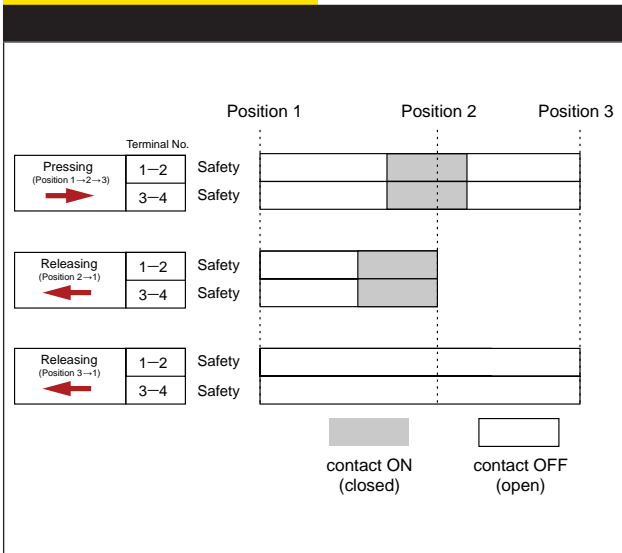 Position 1 Position 2 Position 3
Terminal No.
Pressing
(Position 1→2→3)
1−2 Safety
3−4 Safety
Releasing
(Position 2→1)
1−2 Safety
3−4 Safety
Releasing
(Position 3→1)
1−2 Safety
3−4 Safety
contact ON
(closed)
contact OFF
(open)